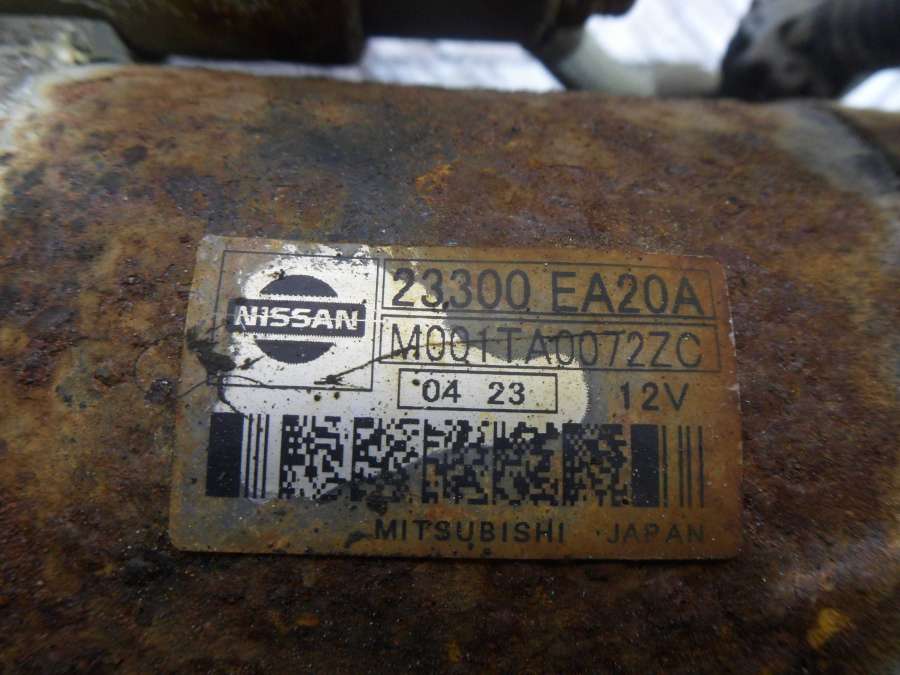 NISSAN
23300 EA20A
M001TA0072ZC
04 23
12V
MITSUBISHI JAPAN